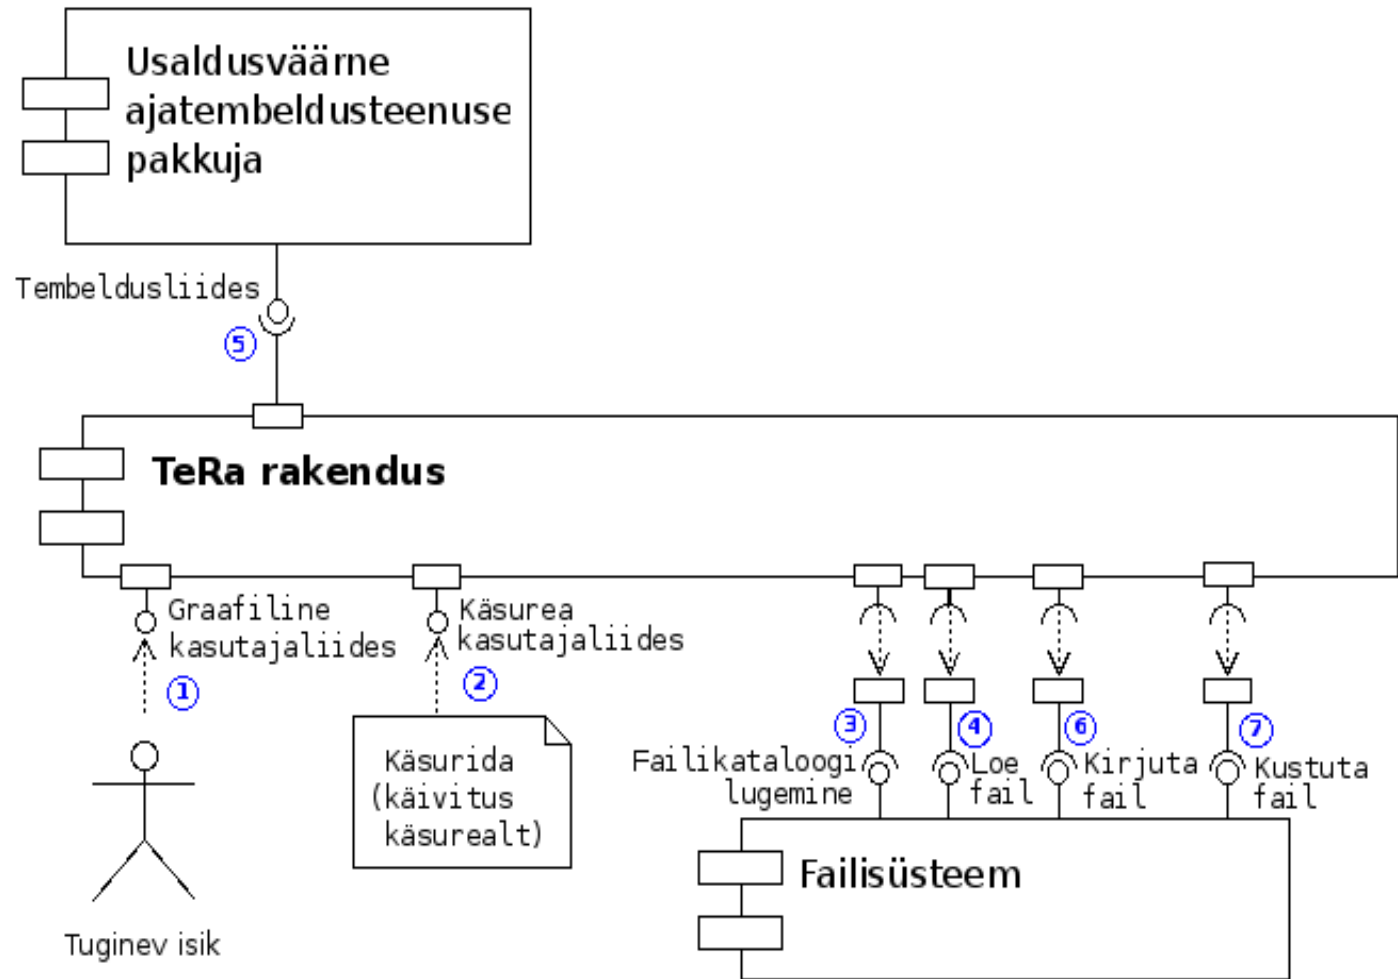 Usaldusväärne
ajatembeldusteenuse
pakkuja
Tembeldusliides
5
TeRa rakendus
Graafiline
kasutajaliides
1
Käsurea
kasutajaliides
2
Käsurida
(käivitus
käsurealt)
Tuginev isik
3
Failikataloogi
lugemine
4
Loe
fail
6
Kirjuta
fail
7
Kustuta
fail
Failisüsteem